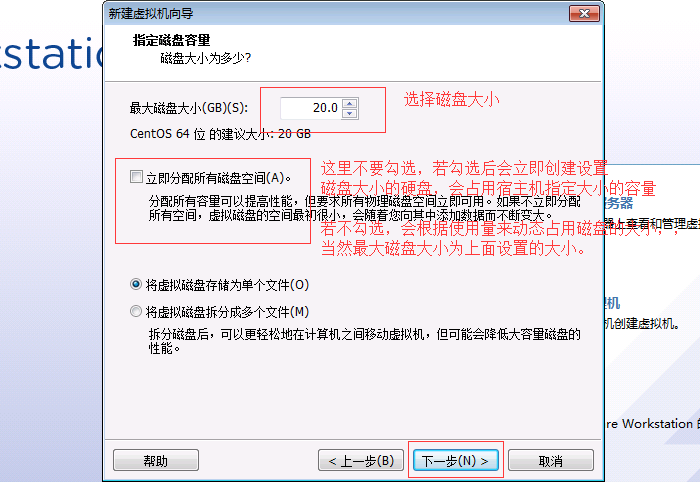 新建虚拟机向导
指定磁盘容量
磁盘大小为多少?
最大磁盘大小(GB)(S):
20.0
选择磁盘大小
CentOS 64 位 的建议大小: 20 GB
立即分配所有磁盘空间(A)。
分配所有容量可以提高性能，但要求所有物理磁盘空间立即可用。如果不立即分配
所有空间，虚拟磁盘的空间最初很小，会随着您向其中添加数据而不断变大。
这里不要勾选，若勾选后会立即创建设置
磁盘大小的硬盘，会占用宿主机指定大小的容量
若不勾选，会根据使用量来动态占用磁盘的大小，，
当然最大磁盘大小为上面设置的大小。
将虚拟磁盘存储为单个文件(O)
将虚拟磁盘拆分成多个文件(M)
拆分磁盘后，可以更轻松地在计算机之间移动虚拟机，但可能会降低大容量磁盘的
性能。
帮助
< 上一步(B)
下一步(N) >
取消
tstatic
务器
器上查看和管理虚
机
机创建虚拟机。
re Workstation 的